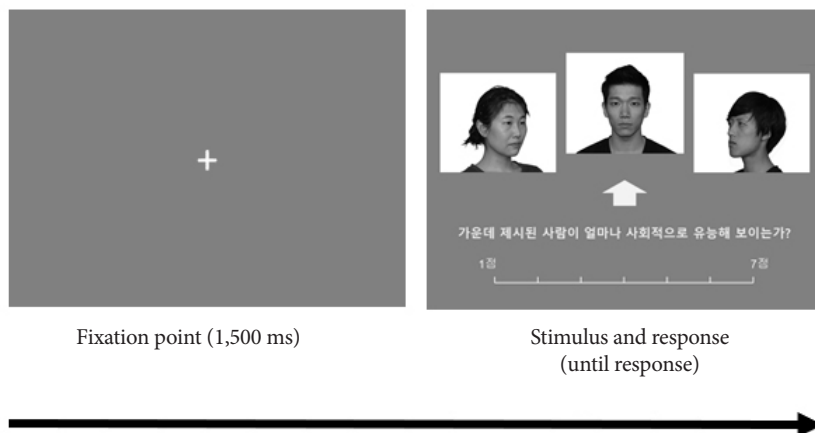 가운데 제시된 사람이 얼마나 사회적으로 유능해 보이는가?
1점 7점
Fixation point (1,500 ms)
Stimulus and response
(until response)